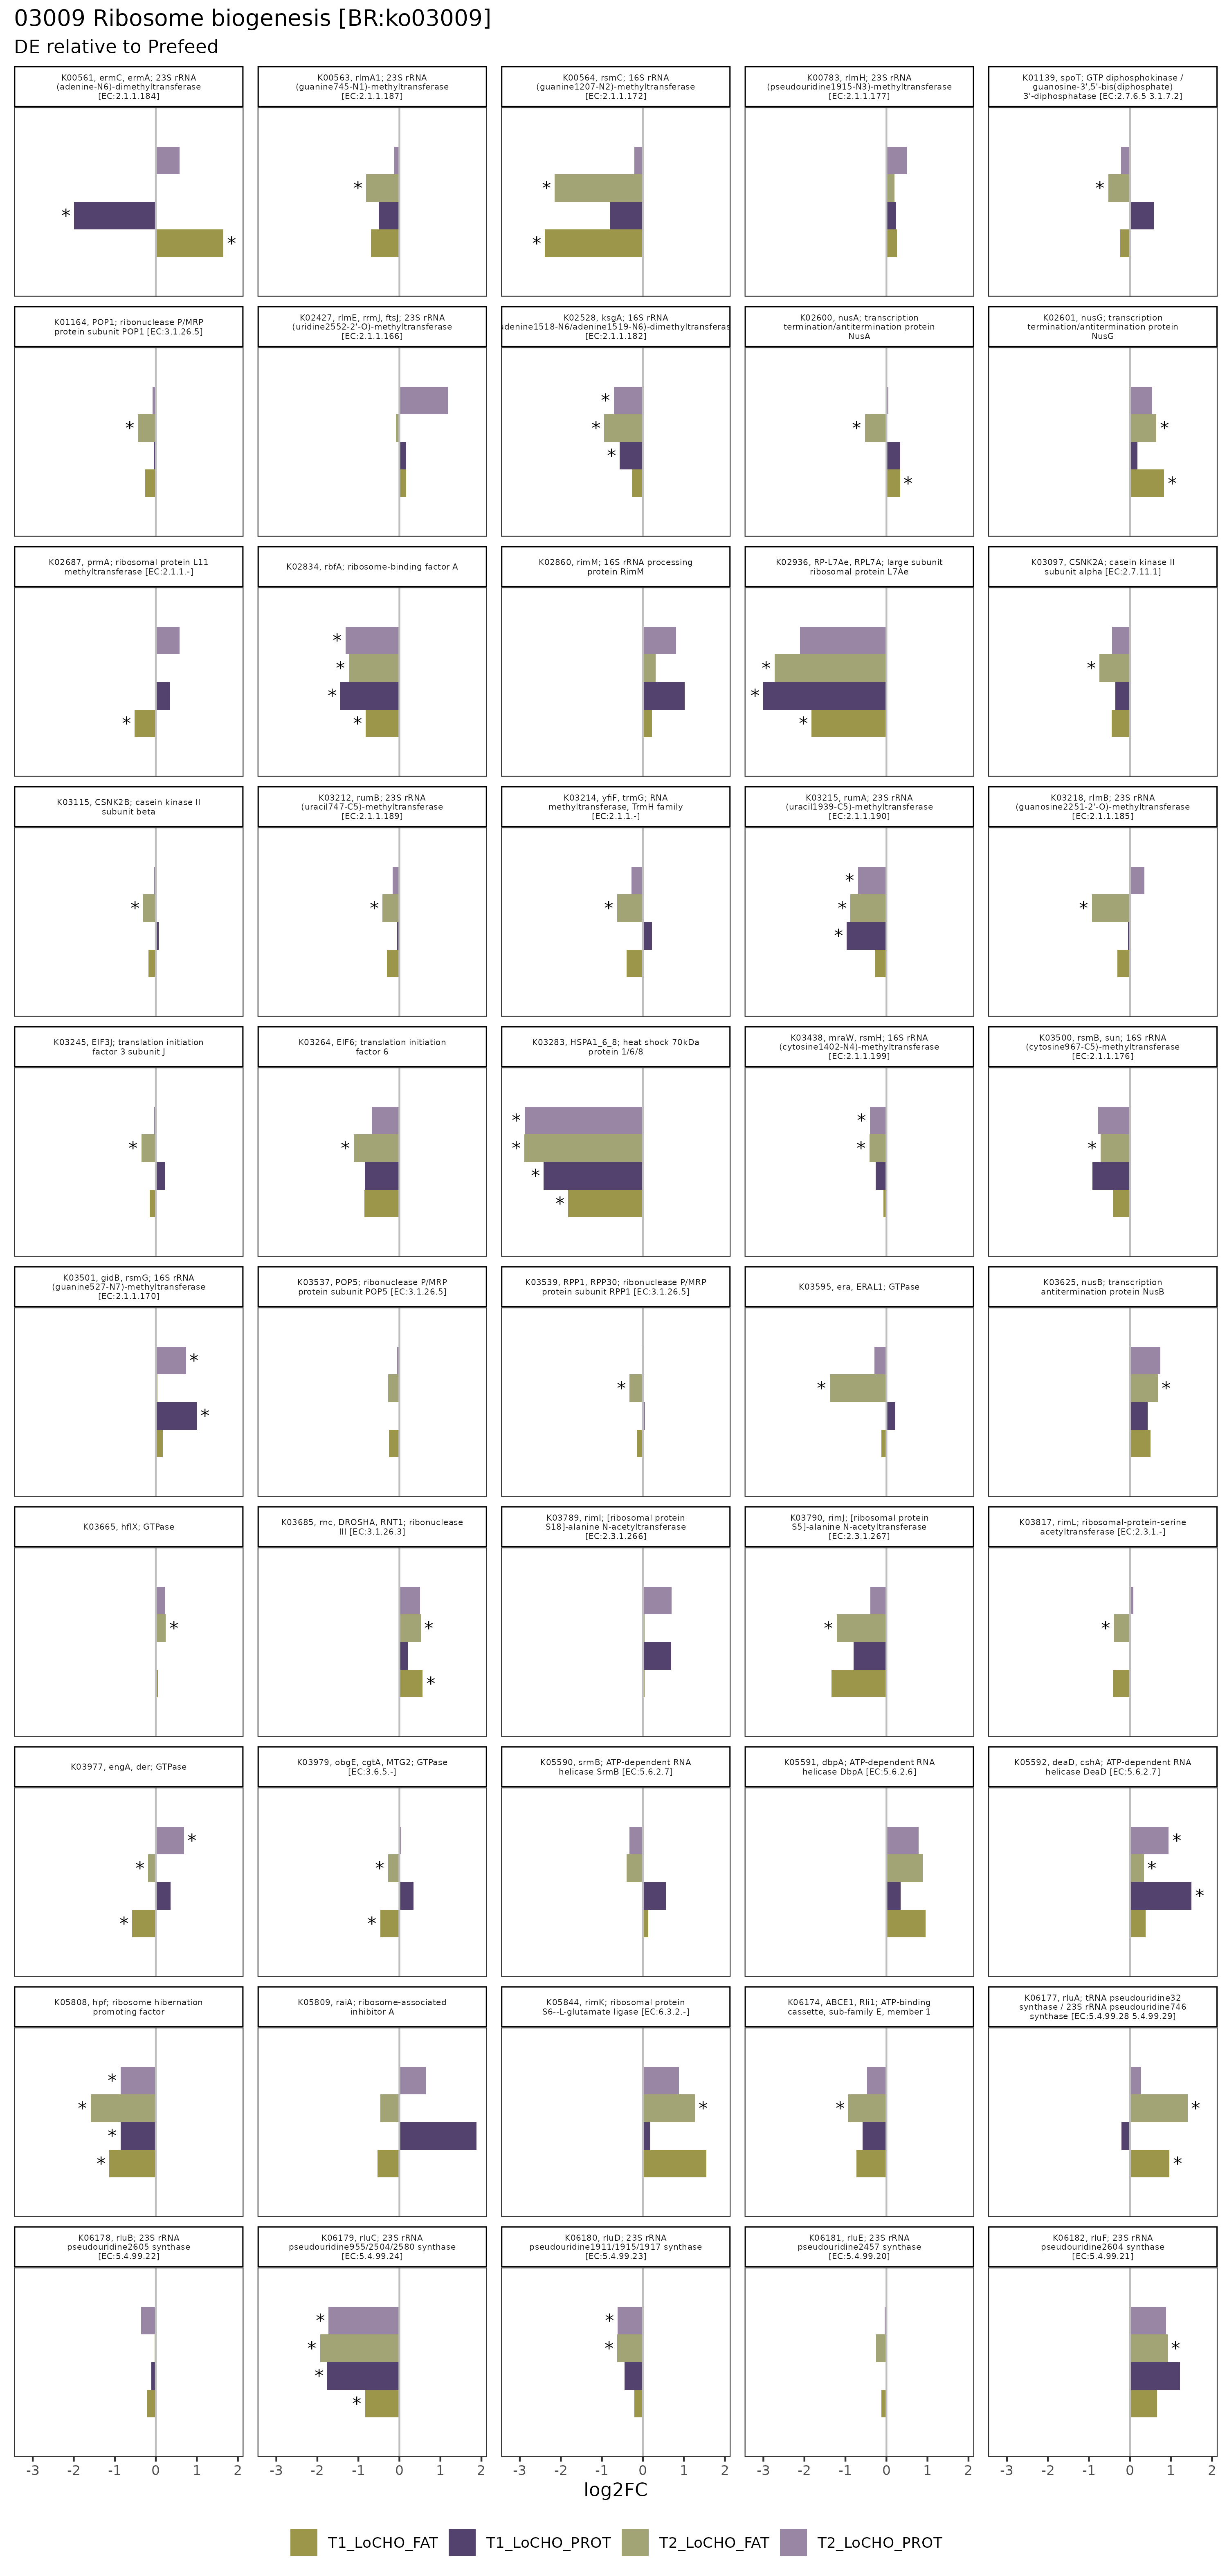 03009 Ribosome biogenesis [BR:ko03009]
DE relative to Prefeed
K00561, ermC, ermA; 23S rRNA
(adenine-N6)-dimethyltransferase
[EC:2.1.1.184]
K00563, rlmA1; 23S rRNA
(guanine745-N1)-methyltransferase
[EC:2.1.1.187]
K00564, rsmC; 16S rRNA
(guanine1207-N2)-methyltransferase
[EC:2.1.1.172]
K00783, rlmH; 23S rRNA
(pseudouridine1915-N3)-methyltransferase
[EC:2.1.1.177]
K01139, spoT; GTP diphosphokinase /
guanosine-3',5'-bis(diphosphate)
3'-diphosphatase [EC:2.7.6.5 3.1.7.2]
*
*
*
*
*
*
K01164, POP1; ribonuclease P/MRP
protein subunit POP1 [EC:3.1.26.5]
K02427, rlmE, rrmJ, ftsJ; 23S rRNA
(uridine2552-2'-O)-methyltransferase
[EC:2.1.1.166]
K02528, ksgA; 16S rRNA
denine1518-N6/adenine1519-N6)-dimethyltransferas
[EC:2.1.1.182]
K02600, nusA; transcription
termination/antitermination protein
NusA
K02601, nusG; transcription
termination/antitermination protein
NusG
*
*
*
*
*
*
*
*
K02687, prmA; ribosomal protein L11
methyltransferase [EC:2.1.1.-]
K02834, rbfA; ribosome-binding factor A
K02860, rimM; 16S rRNA processing
protein RimM
K02936, RP-L7Ae, RPL7A; large subunit
ribosomal protein L7Ae
K03097, CSNK2A; casein kinase II
subunit alpha [EC:2.7.11.1]
*
*
*
*
*
*
*
*
*
K03115, CSNK2B; casein kinase II
subunit beta
K03212, rumB; 23S rRNA
(uracil747-C5)-methyltransferase
[EC:2.1.1.189]
K03214, yfiF, trmG; RNA
methyltransferase, TrmH family
[EC:2.1.1.-]
K03215, rumA; 23S rRNA
(uracil1939-C5)-methyltransferase
[EC:2.1.1.190]
K03218, rlmB; 23S rRNA
(guanosine2251-2'-O)-methyltransferase
[EC:2.1.1.185]
*
*
*
*
*
*
*
K03245, EIF3J; translation initiation
factor 3 subunit J
K03264, EIF6; translation initiation
factor 6
K03283, HSPA1_6_8; heat shock 70kDa
protein 1/6/8
K03438, mraW, rsmH; 16S rRNA
(cytosine1402-N4)-methyltransferase
[EC:2.1.1.199]
K03500, rsmB, sun; 16S rRNA
(cytosine967-C5)-methyltransferase
[EC:2.1.1.176]
*
*
*
*
*
*
*
*
*
K03501, gidB, rsmG; 16S rRNA
(guanine527-N7)-methyltransferase
[EC:2.1.1.170]
K03537, POP5; ribonuclease P/MRP
protein subunit POP5 [EC:3.1.26.5]
K03539, RPP1, RPP30; ribonuclease P/MRP
protein subunit RPP1 [EC:3.1.26.5]
K03595, era, ERAL1; GTPase
K03625, nusB; transcription
antitermination protein NusB
*
*
*
*
*
K03665, hflX; GTPase
K03685, rnc, DROSHA, RNT1; ribonuclease
III [EC:3.1.26.3]
K03789, rimI; [ribosomal protein
S18]-alanine N-acetyltransferase
[EC:2.3.1.266]
K03790, rimJ; [ribosomal protein
S5]-alanine N-acetyltransferase
[EC:2.3.1.267]
K03817, rimL; ribosomal-protein-serine
acetyltransferase [EC:2.3.1.-]
*
*
*
*
*
K03977, engA, der; GTPase
K03979, obgE, cgtA, MTG2; GTPase
[EC:3.6.5.-]
K05590, srmB; ATP-dependent RNA
helicase SrmB [EC:5.6.2.7]
K05591, dbpA; ATP-dependent RNA
helicase DbpA [EC:5.6.2.6]
K05592, deaD, cshA; ATP-dependent RNA
helicase DeaD [EC:5.6.2.7]
*
*
*
*
*
*
*
*
K05808, hpf; ribosome hibernation
promoting factor
K05809, raiA; ribosome-associated
inhibitor A
K05844, rimK; ribosomal protein
S6--L-glutamate ligase [EC:6.3.2.-]
K06174, ABCE1, Rli1; ATP-binding
cassette, sub-family E, member 1
K06177, rluA; tRNA pseudouridine32
synthase / 23S rRNA pseudouridine746
synthase [EC:5.4.99.28 5.4.99.29]
*
*
*
*
*
*
*
*
K06178, rluB; 23S rRNA
pseudouridine2605 synthase
[EC:5.4.99.22]
K06179, rluC; 23S rRNA
pseudouridine955/2504/2580 synthase
[EC:5.4.99.24]
K06180, rluD; 23S rRNA
pseudouridine1911/1915/1917 synthase
[EC:5.4.99.23]
K06181, rluE; 23S rRNA
pseudouridine2457 synthase
[EC:5.4.99.20]
K06182, rluF; 23S rRNA
pseudouridine2604 synthase
[EC:5.4.99.21]
*
*
*
*
*
*
*
-3 -2 -1 0 1 2
-3 -2 -1 0 1 2
-3 -2 -1 0 1 2
-3 -2 -1 0 1 2
-3 -2 -1 0 1 2
log2FC
T1_LoCHO_FAT T1_LoCHO_PROT T2_LoCHO_FAT T2_LoCHO_PROT